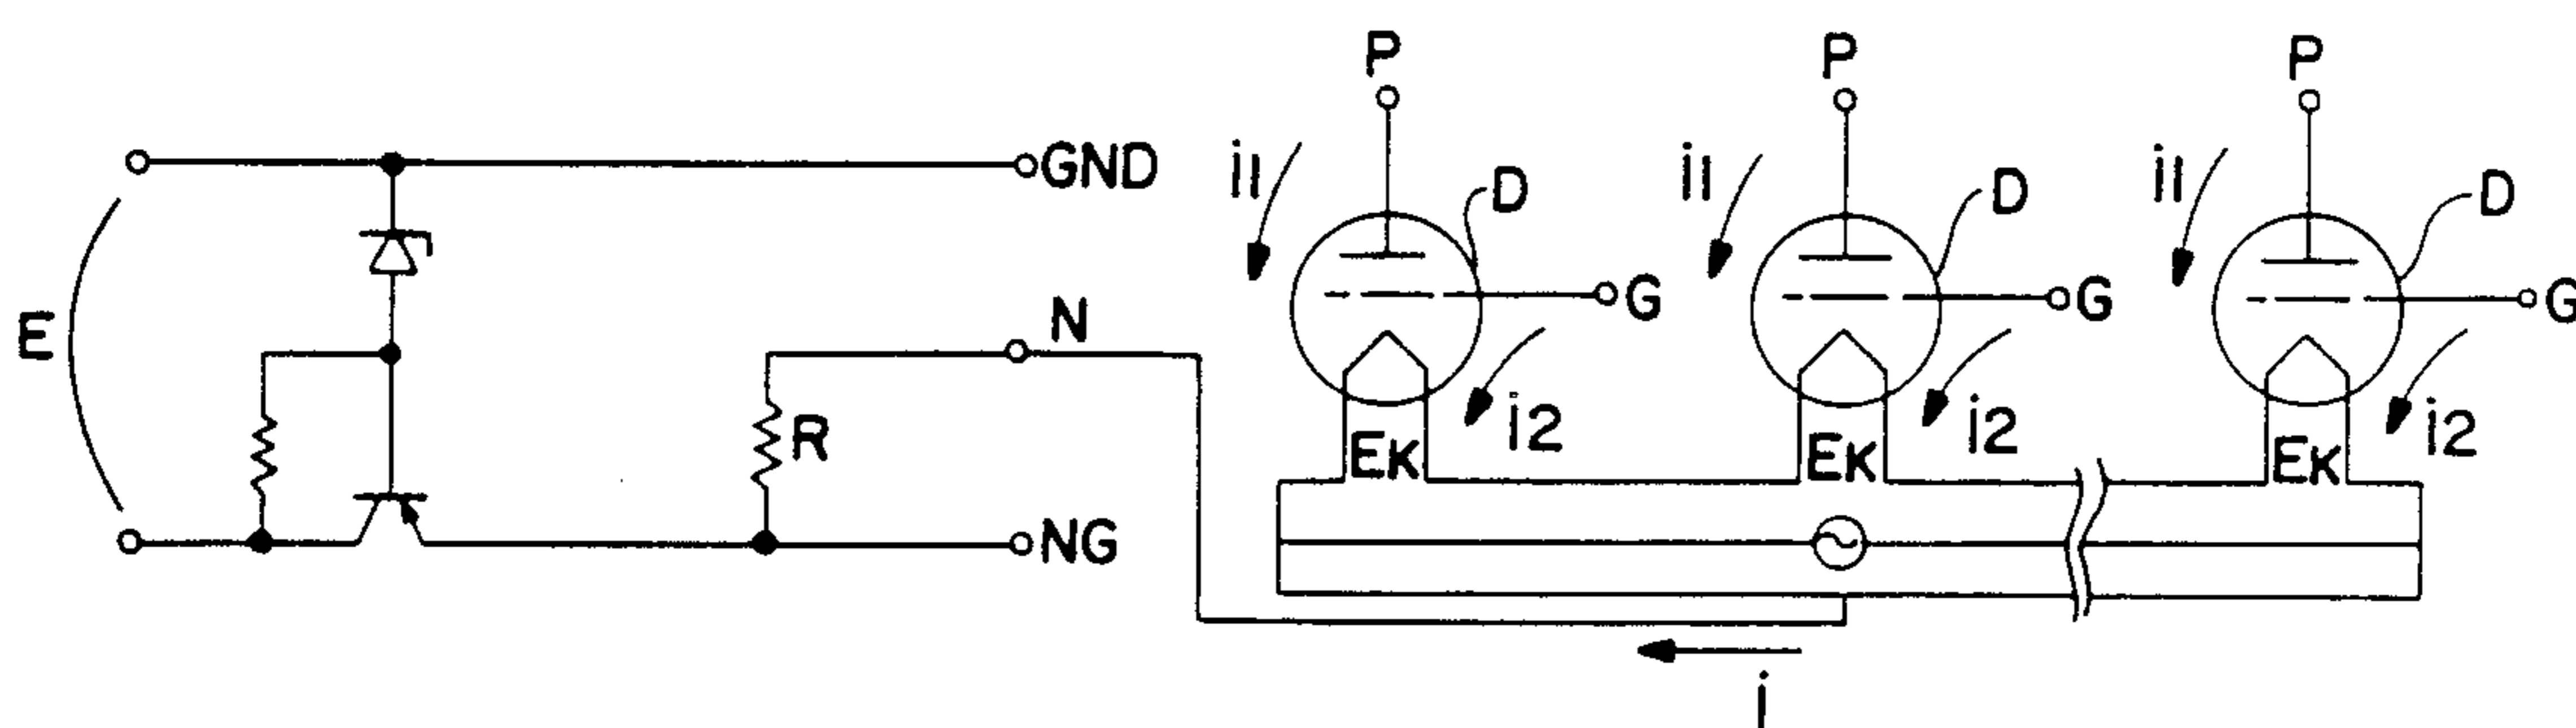 P P P
i1 D i1 D i1 D
GND
G G G
E
N
i2 i2 i2
R
EK EK EK
NG
i